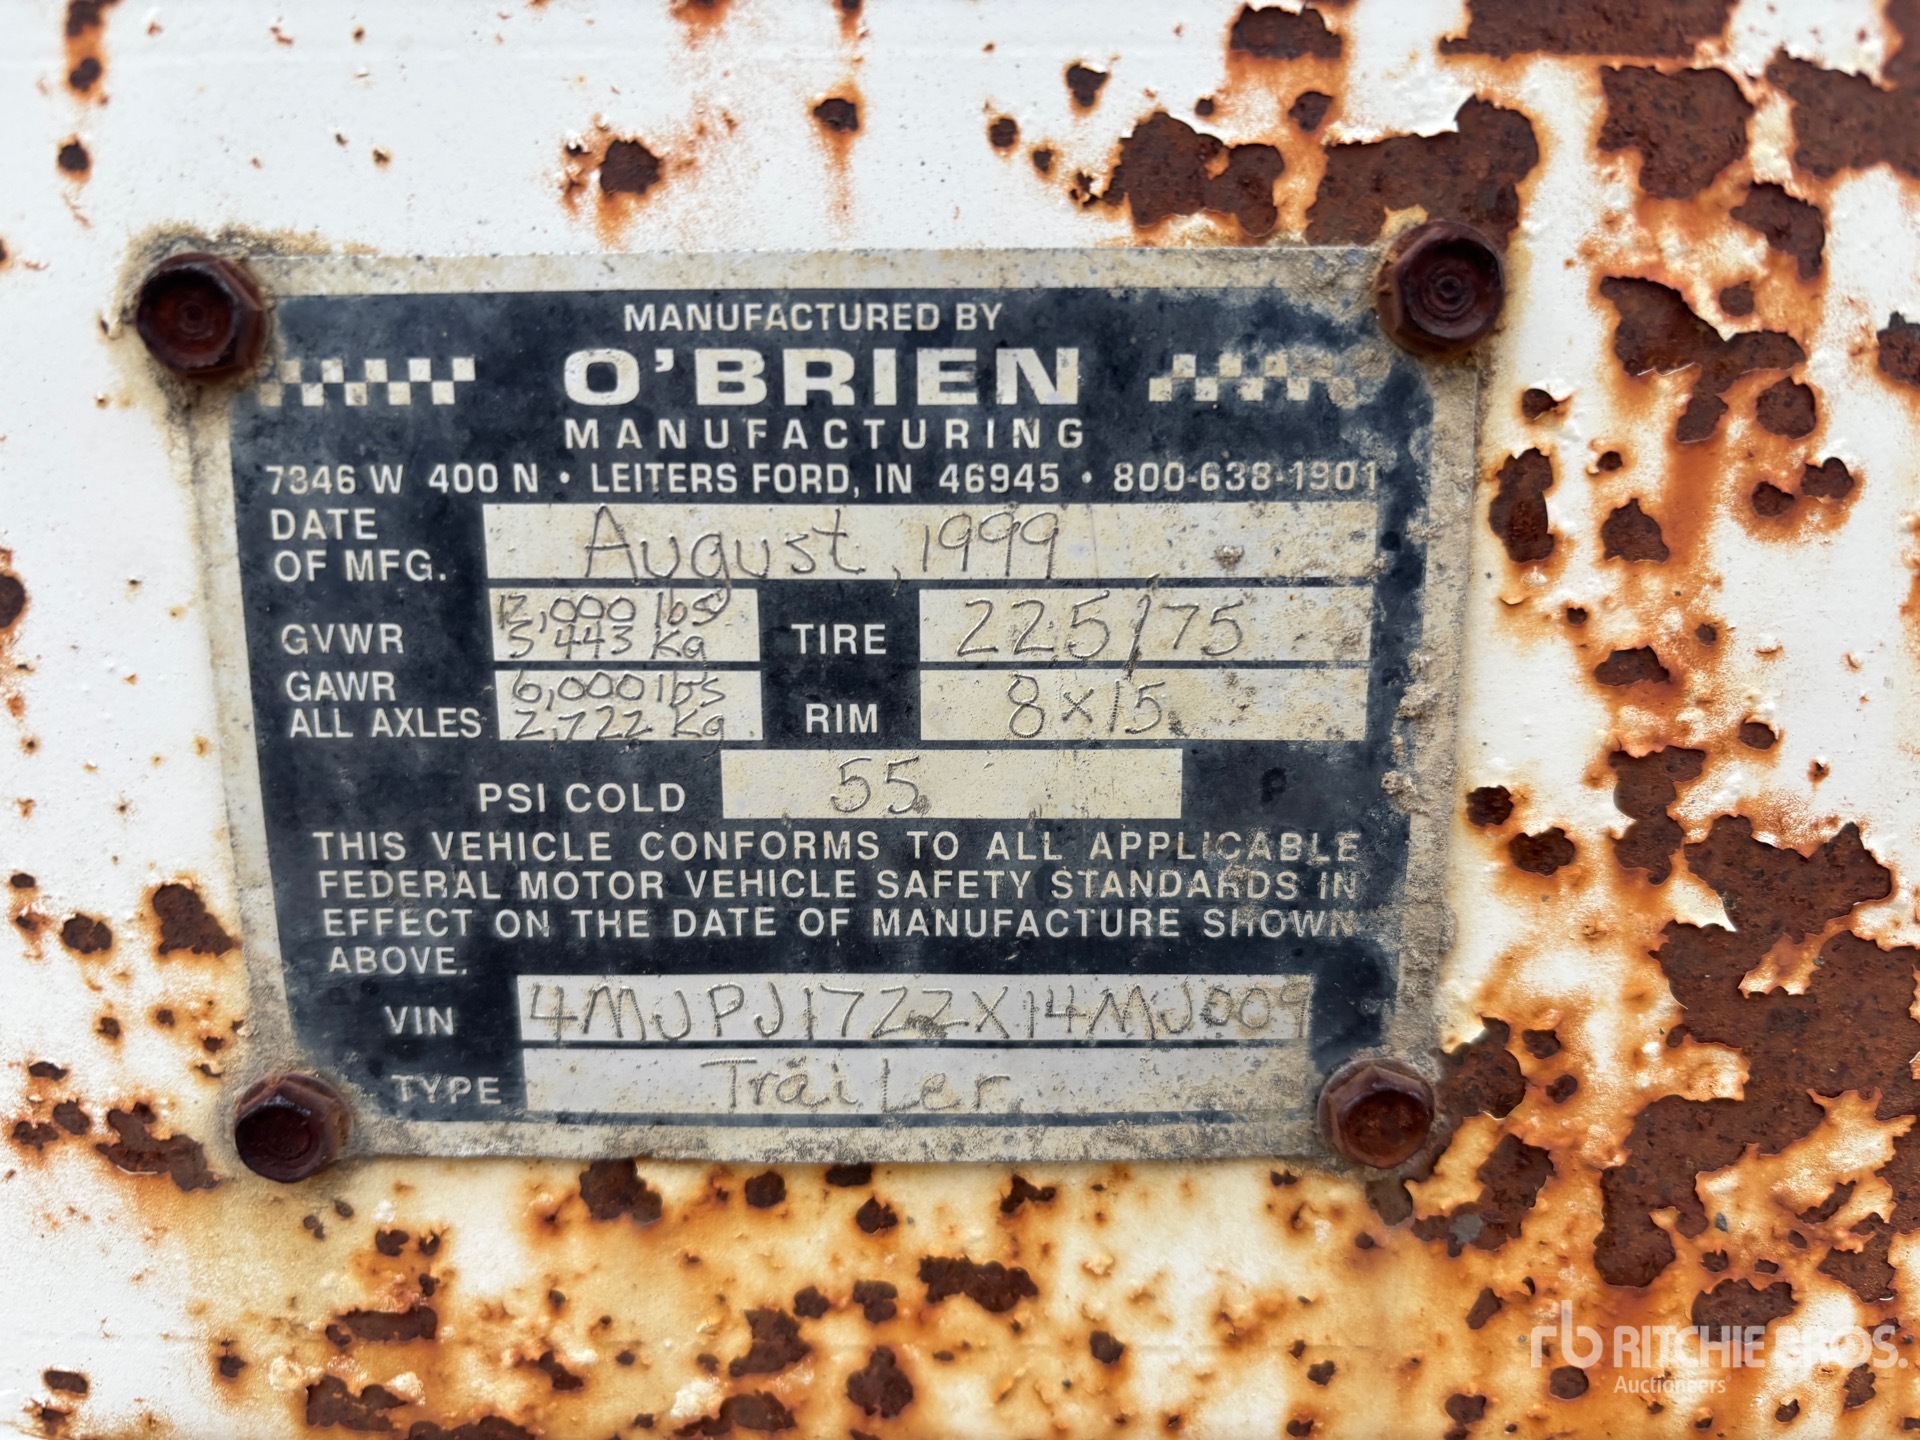 MANUFACTURED BY
O'BRIEN
MANUFACTURING
7346 W 400 N • LEITERS FORD, IN 46945 • 800-638-1901
DATE OF MFG. August, 1999
GVWR 12,000 lbs 5443 Kg TIRE 225/75
GAWR ALL AXLES 6,000 lbs 2,722 Kg RIM 8x15
PSI COLD 55
THIS VEHICLE CONFORMS TO ALL APPLICABLE
FEDERAL MOTOR VEHICLE SAFETY STANDARDS IN
EFFECT ON THE DATE OF MANUFACTURE SHOWN
ABOVE.
VIN 4MJPJ1722X14MJ009
TYPE Trailer
rb RITCHIE BROS.
Auctioneers